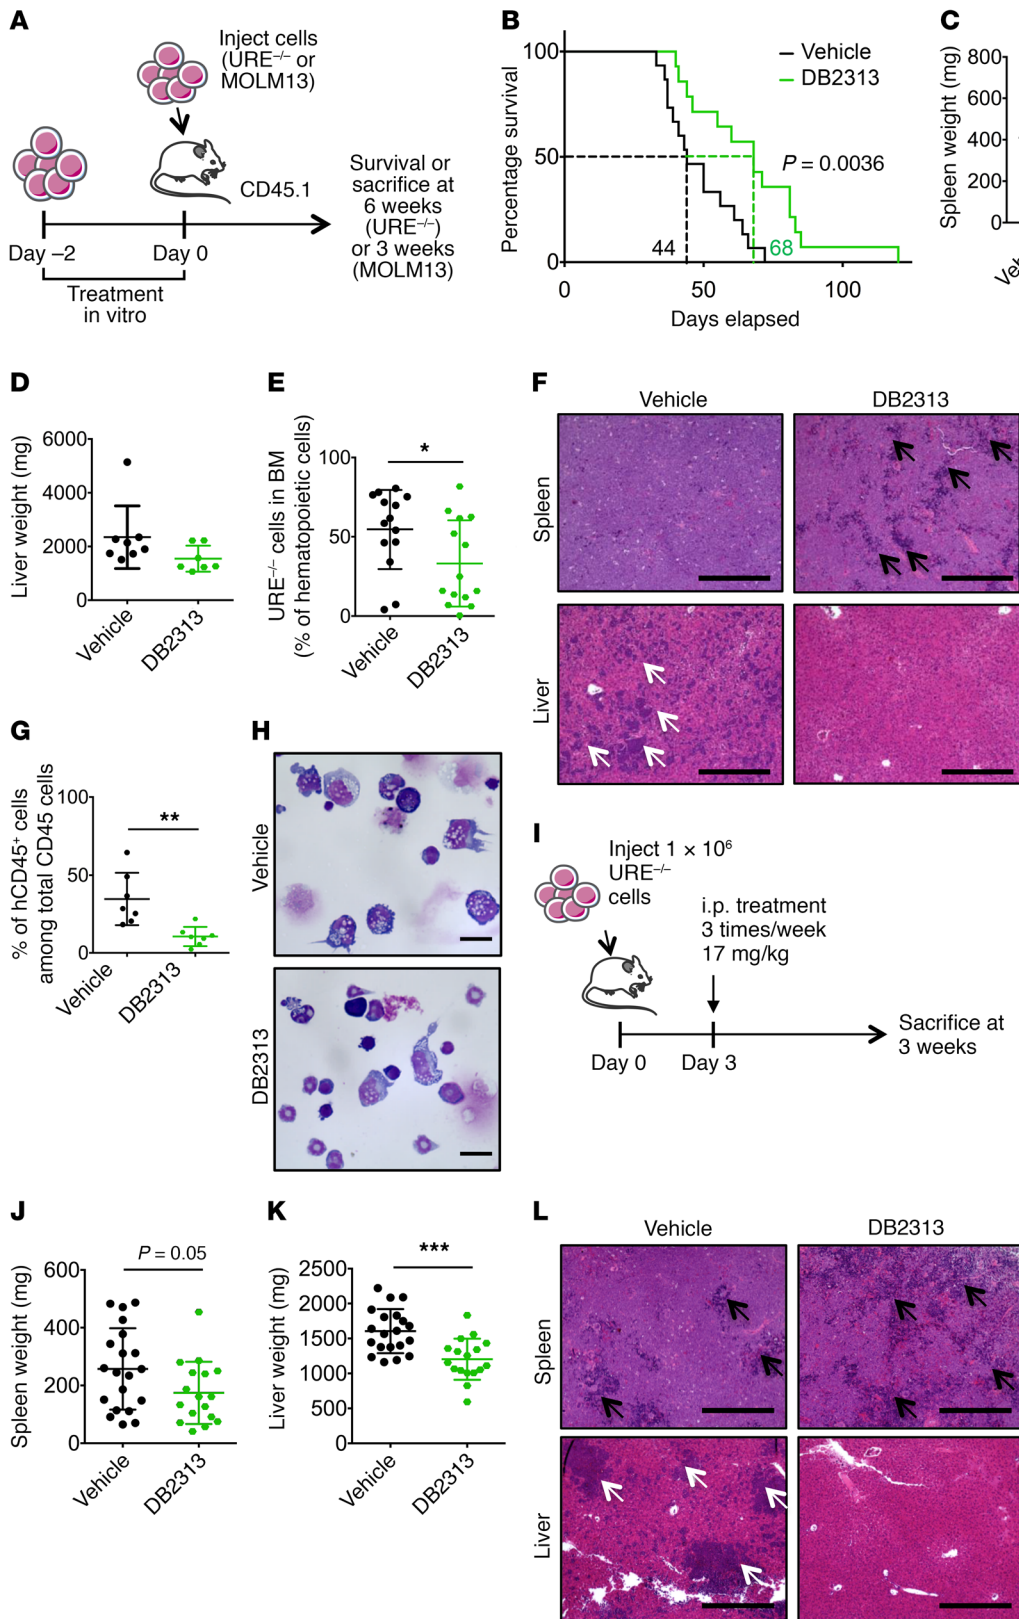 A
Inject cells
(URE–/– or
MOLM13)
CD45.1
Day –2
Day 0
Treatment
in vitro
Survival or
sacrifice at
6 weeks
(URE–/–)
or 3 weeks
(MOLM13)
B
Percentage survival
100
50
0
Vehicle
DB2313
P = 0.0036
44
68
0
50
100
Days elapsed
C
Spleen weight (mg)
800
600
400
200
0
D
Liver weight (mg)
6000
4000
2000
0
Vehicle
DB2313
E
URE–/– cells in BM
(% of hematopoietic cells)
100
50
0
*
Vehicle
DB2313
F
Vehicle
DB2313
Spleen
Liver
G
% of hCD45+ cells
among total CD45 cells
100
50
0
**
Vehicle
DB2313
H
Vehicle
DB2313
I
Inject 1 × 10⁶
URE–/–
cells
i.p. treatment
3 times/week
17 mg/kg
Day 0
Day 3
Sacrifice at
3 weeks
J
Spleen weight (mg)
600
400
200
0
P = 0.05
Vehicle
DB2313
K
Liver weight (mg)
2500
2000
1500
1000
500
0
***
Vehicle
DB2313
L
Vehicle
DB2313
Spleen
Liver